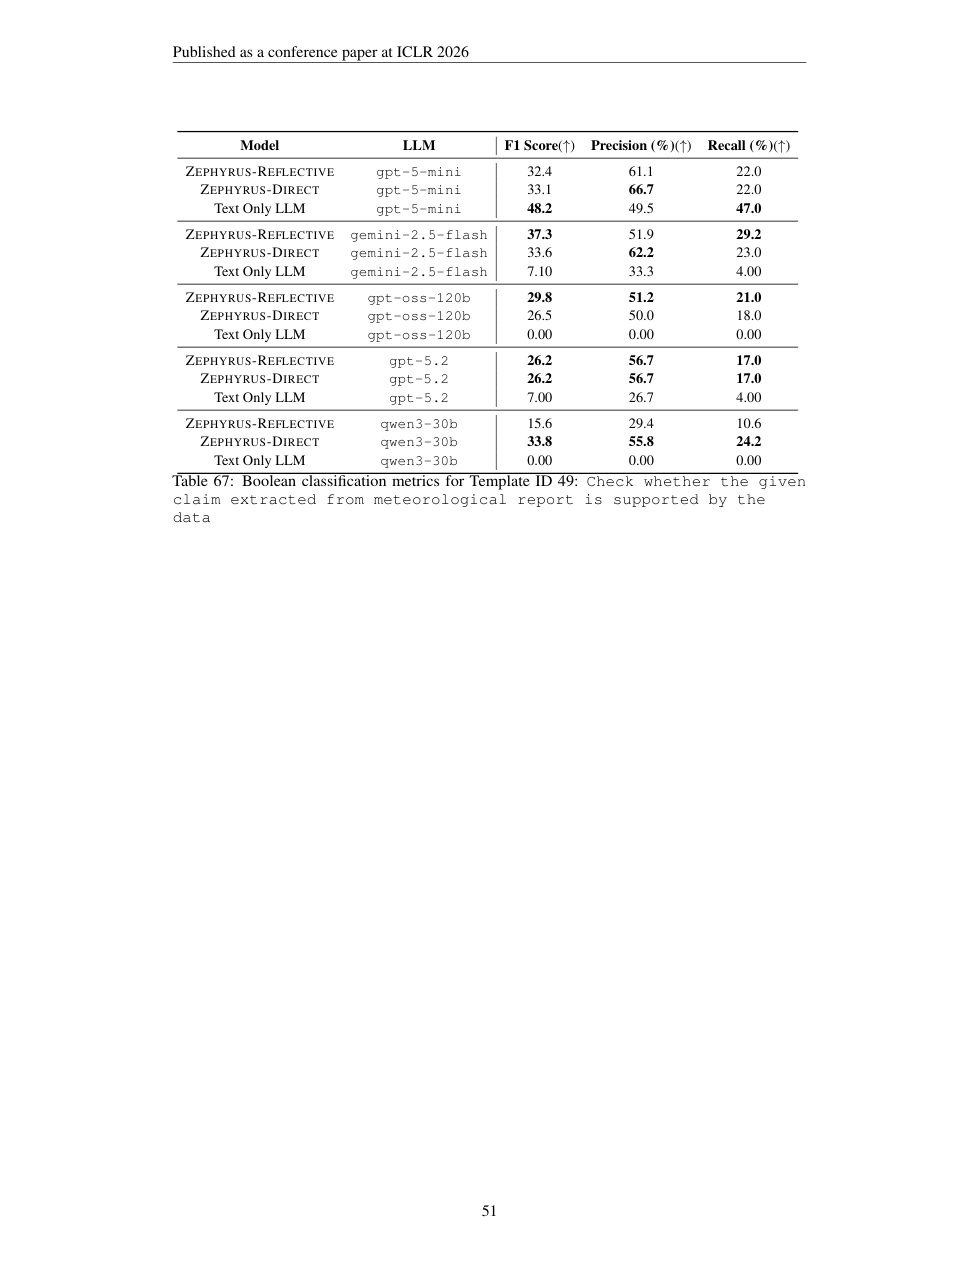 Published as a conference paper at ICLR 2026
Model LLM F1 Score(↑) Precision (%)(↑) Recall (%)(↑)
ZEPHYRUS-REFLECTIVE gpt-5-mini 32.4 61.1 22.0
ZEPHYRUS-DIRECT gpt-5-mini 33.1 66.7 22.0
Text Only LLM gpt-5-mini 48.2 49.5 47.0
ZEPHYRUS-REFLECTIVE gemini-2.5-flash 37.3 51.9 29.2
ZEPHYRUS-DIRECT gemini-2.5-flash 33.6 62.2 23.0
Text Only LLM gemini-2.5-flash 7.10 33.3 4.00
ZEPHYRUS-REFLECTIVE gpt-oss-120b 29.8 51.2 21.0
ZEPHYRUS-DIRECT gpt-oss-120b 26.5 50.0 18.0
Text Only LLM gpt-oss-120b 0.00 0.00 0.00
ZEPHYRUS-REFLECTIVE gpt-5.2 26.2 56.7 17.0
ZEPHYRUS-DIRECT gpt-5.2 26.2 56.7 17.0
Text Only LLM gpt-5.2 7.00 26.7 4.00
ZEPHYRUS-REFLECTIVE qwen3-30b 15.6 29.4 10.6
ZEPHYRUS-DIRECT qwen3-30b 33.8 55.8 24.2
Text Only LLM qwen3-30b 0.00 0.00 0.00
Table 67: Boolean classification metrics for Template ID 49: Check whether the given
claim extracted from meteorological report is supported by the
data
51